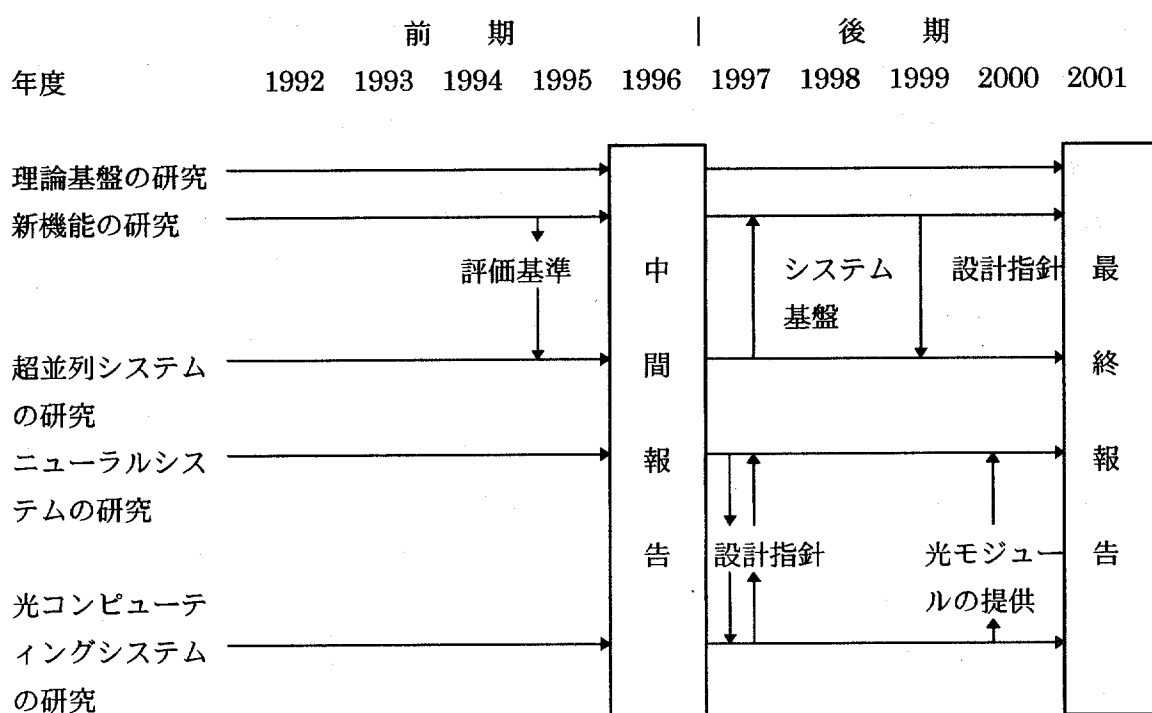 前 期 | 後 期
年度 1992 1993 1994 1995 1996 1997 1998 1999 2000 2001
理論基盤の研究
新機能の研究
評価基準
システム
基盤
設計指針
超並列システム
の研究
ニューラルシス
テムの研究
設計指針
光モジュー
ルの提供
光コンピューテ
ィングシステム
の研究
中
間
報
告
最
終
報
告